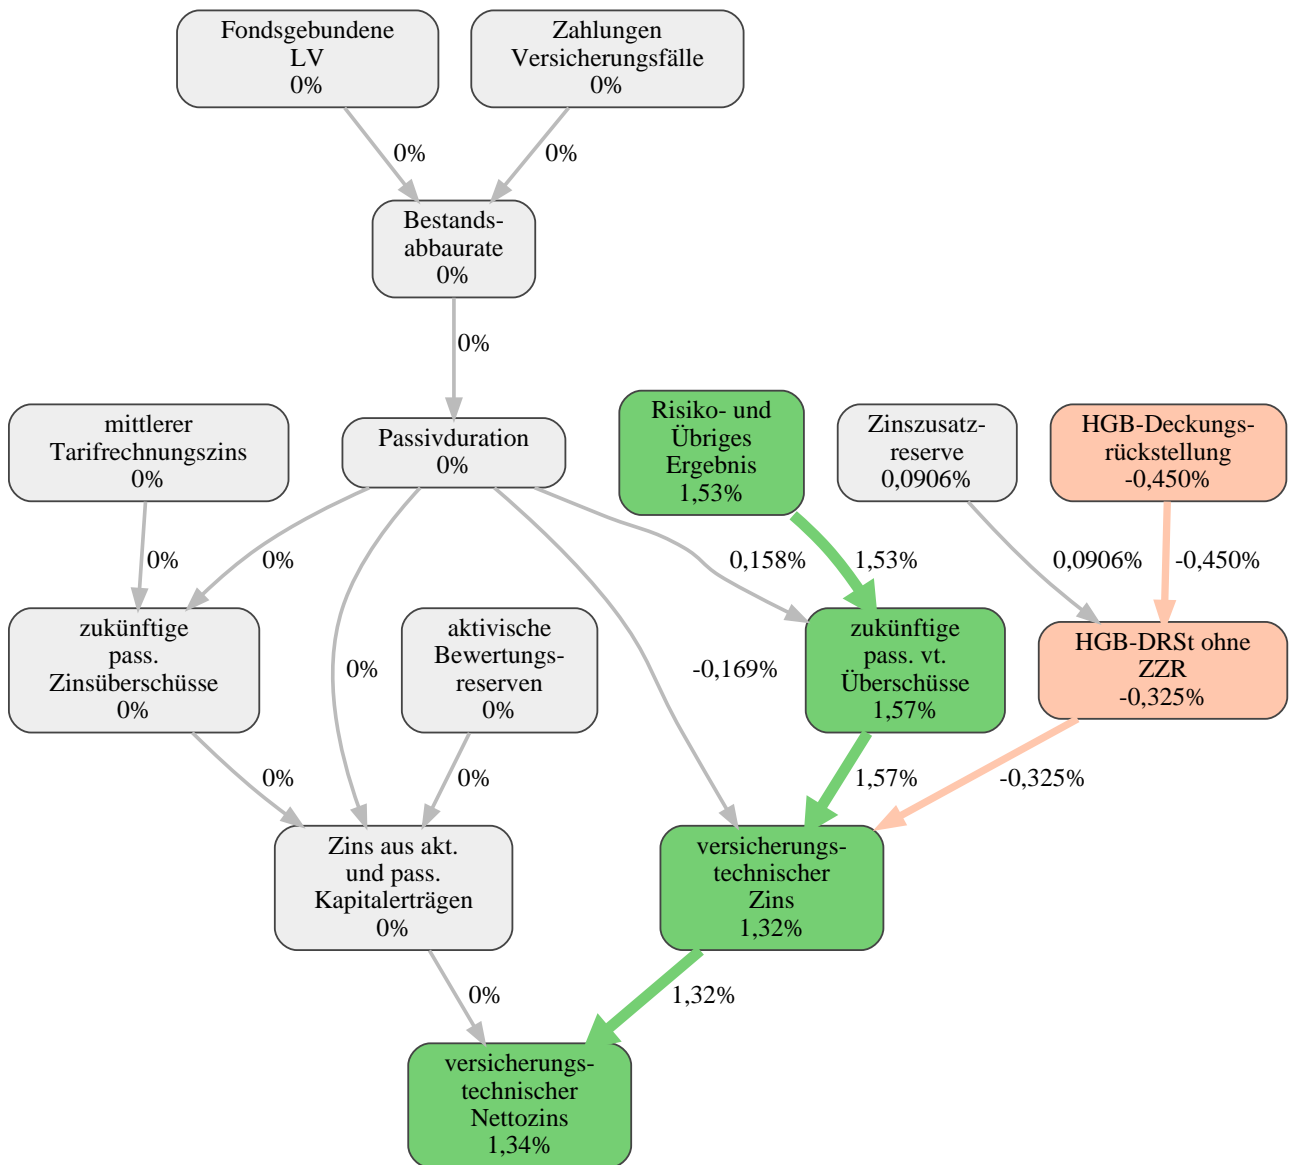 Fondsgebundene
LV
0%
Zahlungen
Versicherungsfälle
0%
0%
0%
Bestands-
abbaurate
0%
0%
mittlerer
Tarifrechnungszins
0%
Passivduration
0%
Risiko- und
Übriges
Ergebnis
1,53%
Zinszusatz-
reserve
0,0906%
HGB-Deckungs-
rückstellung
-0,450%
0%
0%
0,158%
1,53%
0,0906%
-0,450%
zukünftige
pass.
Zinsüberschüsse
0%
0%
aktivische
Bewertungs-
reserven
0%
-0,169%
zukünftige
pass. vt.
Überschüsse
1,57%
HGB-DRSt ohne
ZZR
-0,325%
0%
0%
1,57%
-0,325%
Zins aus akt.
und pass.
Kapitalerträgen
0%
versicherungs-
technischer
Zins
1,32%
0%
1,32%
versicherungs-
technischer
Nettozins
1,34%